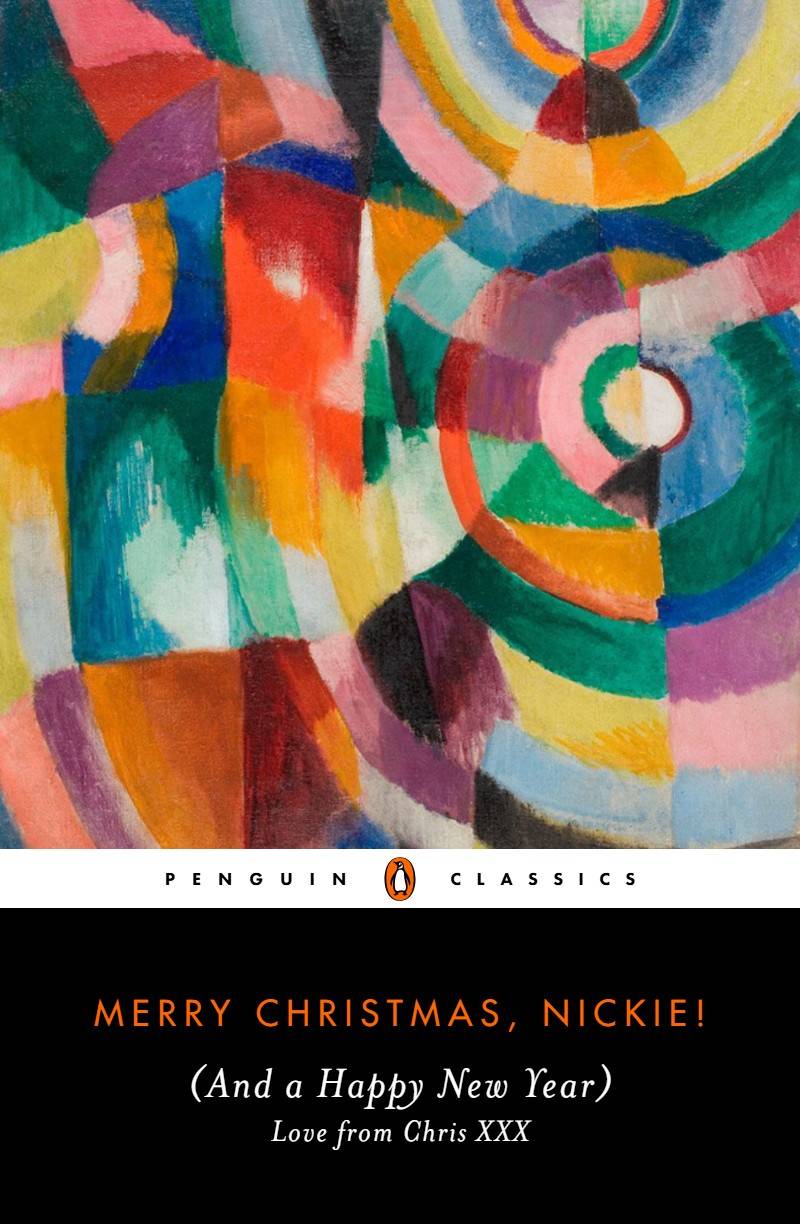 PENGUIN CLASSICS
MERRY CHRISTMAS, NICKIE!
(And a Happy New Year)
Love from Chris XXX